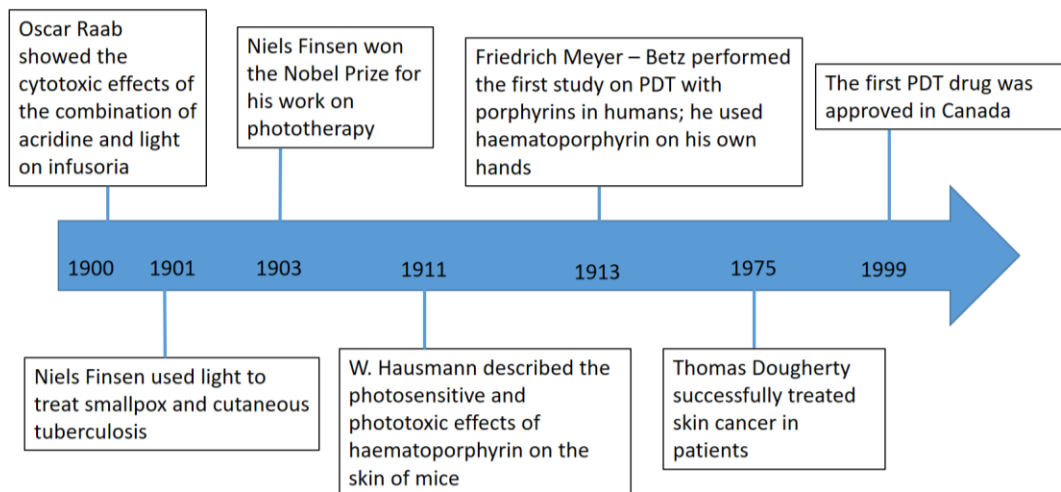 Oscar Raab
showed the
cytotoxic effects of
the combination of
acridine and light
on infusoria
Niels Finsen won
the Nobel Prize for
his work on
phototherapy
Friedrich Meyer – Betz performed
the first study on PDT with
porphyrins in humans; he used
haematoporphyrin on his own
hands
The first PDT drug was
approved in Canada
1900 1901 1903 1911 1913 1975 1999
Niels Finsen used light to
treat smallpox and cutaneous
tuberculosis
W. Hausmann described the
photosensitive and
phototoxic effects of
haematoporphyrin on the
skin of mice
Thomas Dougherty
successfully treated
skin cancer in
patients